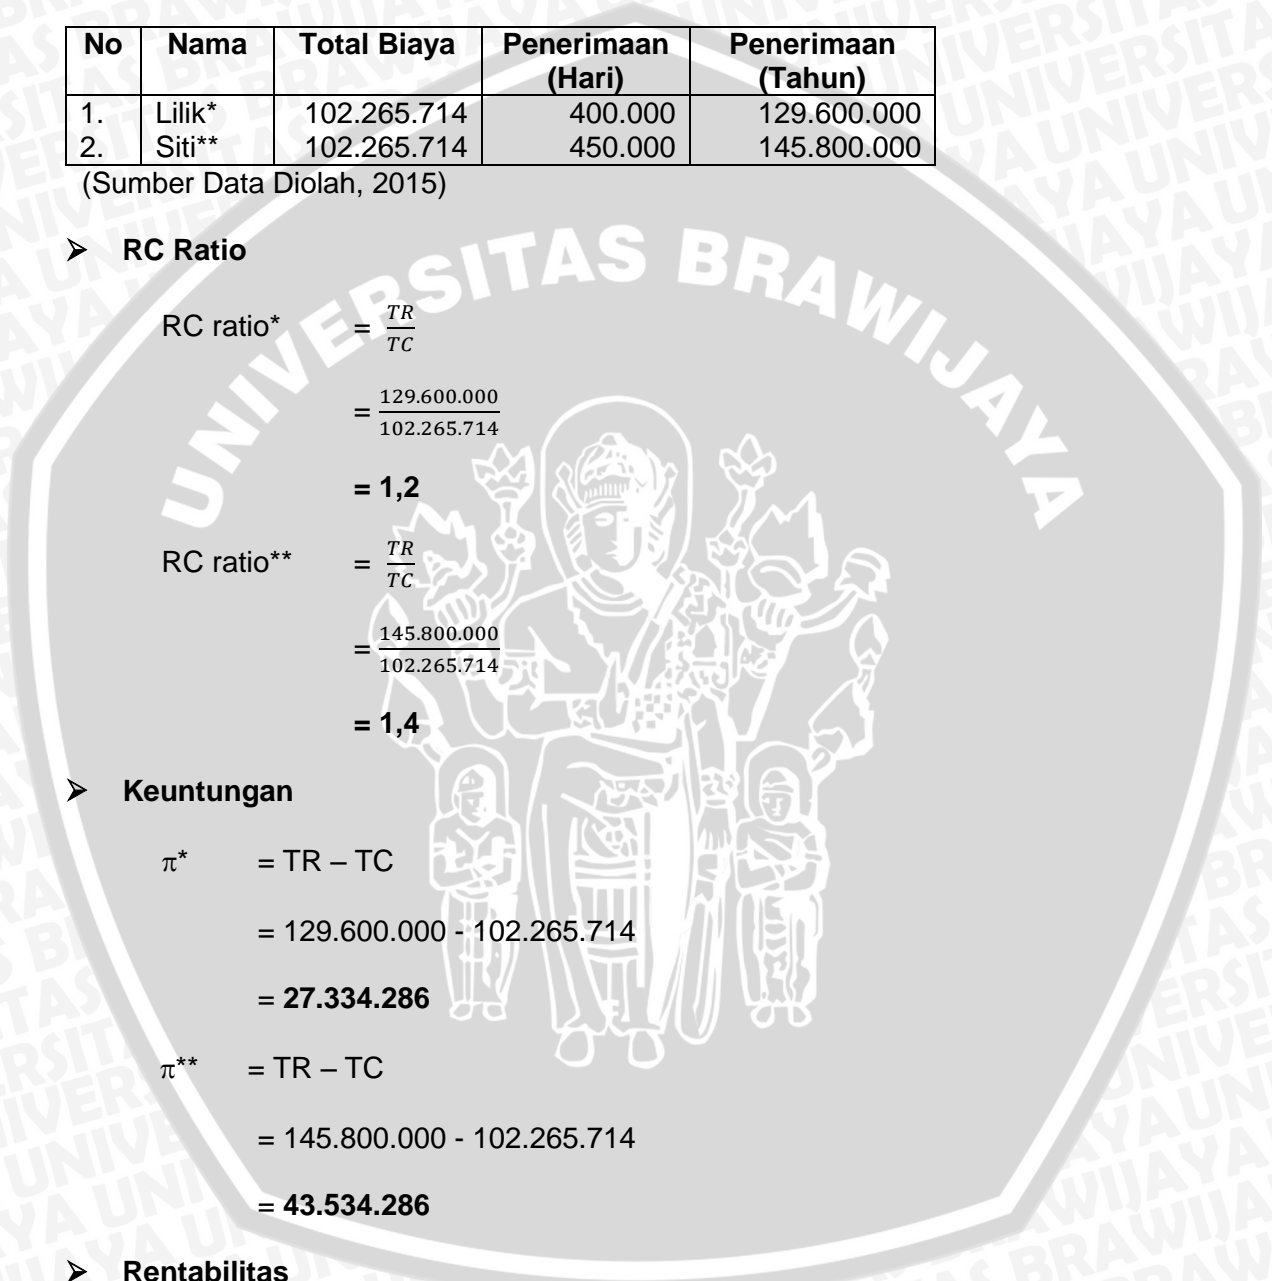 No Nama Total Biaya Penerimaan (Hari) Penerimaan (Tahun)
1. Lilik* 102.265.714 400.000 129.600.000
2. Siti** 102.265.714 450.000 145.800.000
(Sumber Data Diolah, 2015)
➢ RC Ratio
RC ratio* = TR/TC
= 129.600.000/102.265.714
= 1,2
RC ratio** = TR/TC
= 145.800.000/102.265.714
= 1,4
➢ Keuntungan
π* = TR – TC
= 129.600.000 - 102.265.714
= 27.334.286
π** = TR – TC
= 145.800.000 - 102.265.714
= 43.534.286
➢ Rentabilitas
UNIVERSITAS BRAWIJAYA